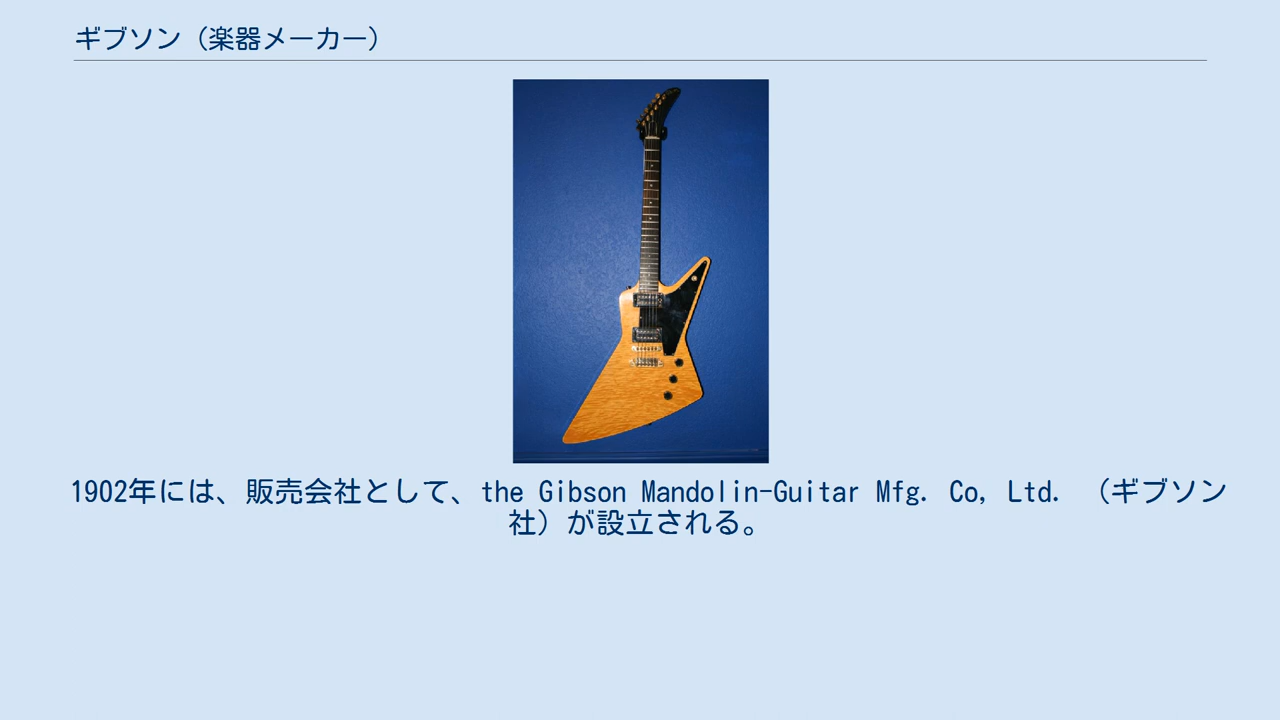 ギブソン（楽器メーカー）
1902年には、販売会社として、the Gibson Mandolin-Guitar Mfg. Co, Ltd. （ギブソン
社）が設立される。